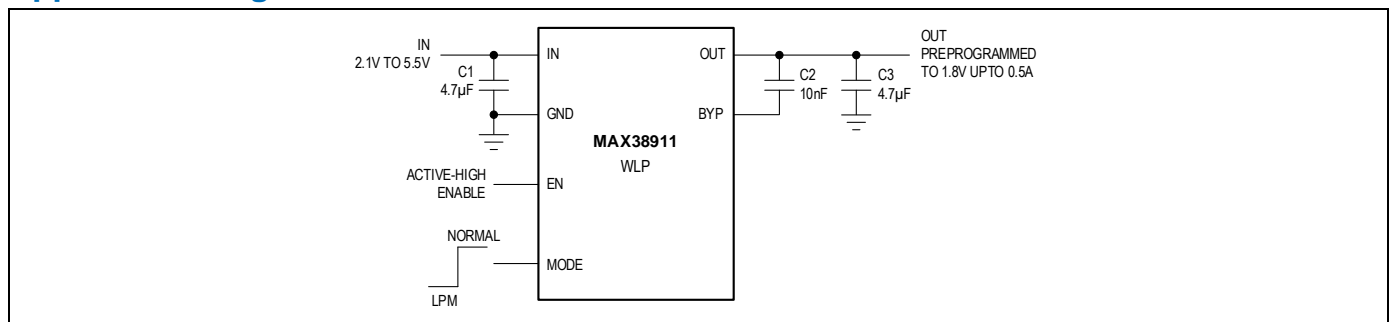 IN
2.1V TO 5.5V
C1
4.7µF
IN
GND
EN
MODE
ACTIVE-HIGH
ENABLE
NORMAL
LPM
MAX38911
WLP
OUT
BYP
C2
10nF
C3
4.7µF
OUT
PREPROGRAMMED
TO 1.8V UPTO 0.5A